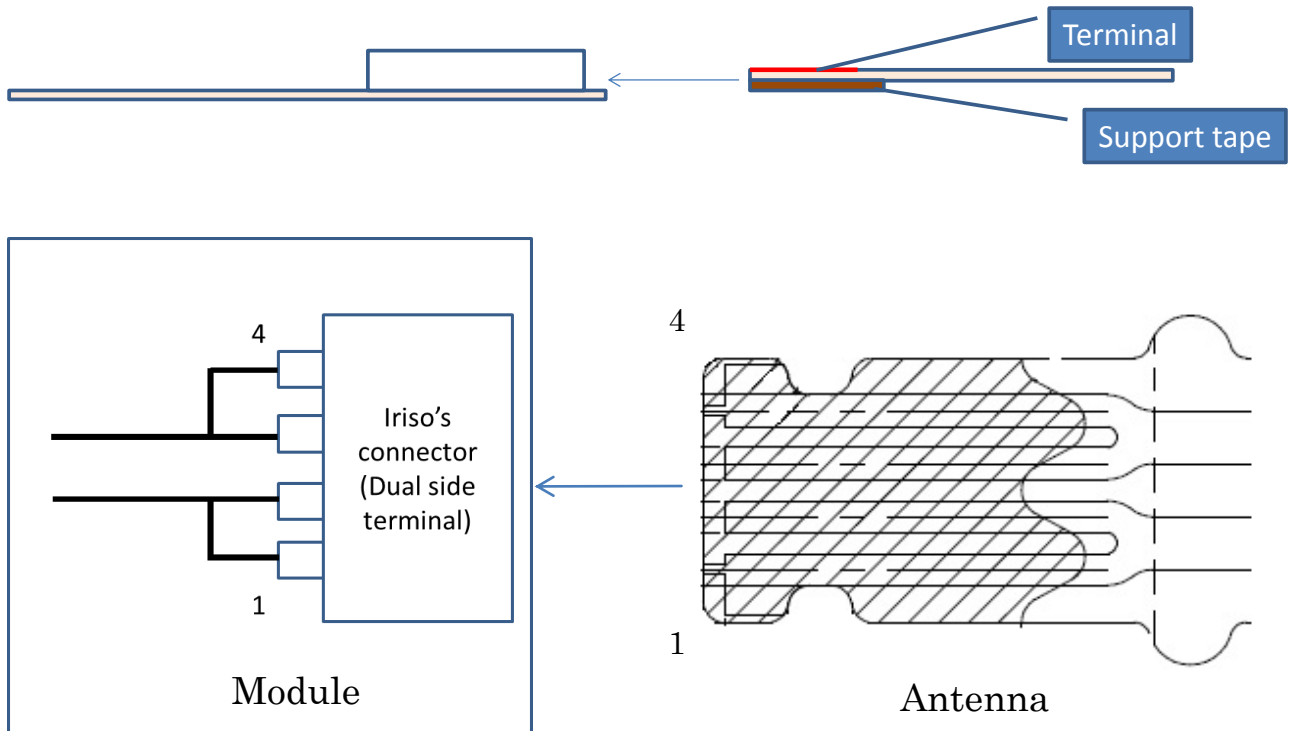 Terminal
Support tape
4
4
Iriso’s
connector
(Dual side
terminal)
1
1
Module
Antenna